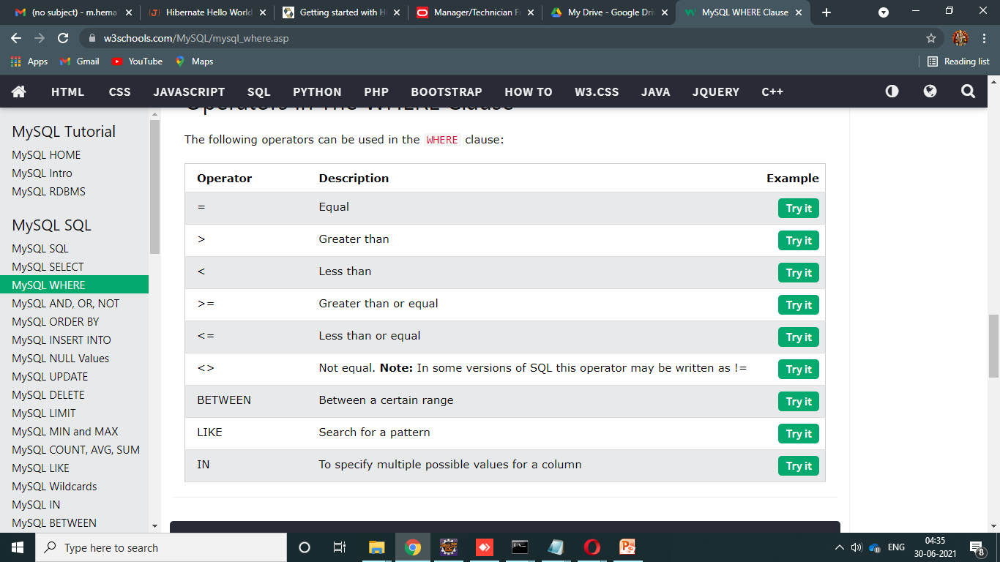 (no subject) - m.hema
Hibernate Hello World
Getting started with H
Manager/Technician F
My Drive - Google Dri
MySQL WHERE Clause
w3schools.com/MySQL/mysql_where.asp
Apps
Gmail
YouTube
Maps
Reading list
HTML
CSS
JAVASCRIPT
SQL
PYTHON
PHP
BOOTSTRAP
HOW TO
W3.CSS
JAVA
JQUERY
C++
MySQL Tutorial
MySQL HOME
MySQL Intro
MySQL RDBMS
MySQL SQL
MySQL SQL
MySQL SELECT
MySQL WHERE
MySQL AND, OR, NOT
MySQL ORDER BY
MySQL INSERT INTO
MySQL NULL Values
MySQL UPDATE
MySQL DELETE
MySQL LIMIT
MySQL MIN and MAX
MySQL COUNT, AVG, SUM
MySQL LIKE
MySQL Wildcards
MySQL IN
MySQL BETWEEN
Operators in The WHERE Clause
The following operators can be used in the WHERE clause:
Operator Description Example
= Equal Try it
> Greater than Try it
< Less than Try it
>= Greater than or equal Try it
<= Less than or equal Try it
<> Not equal. Note: In some versions of SQL this operator may be written as != Try it
BETWEEN Between a certain range Try it
LIKE Search for a pattern Try it
IN To specify multiple possible values for a column Try it
Type here to search
ENG
04:35
30-06-2021
8